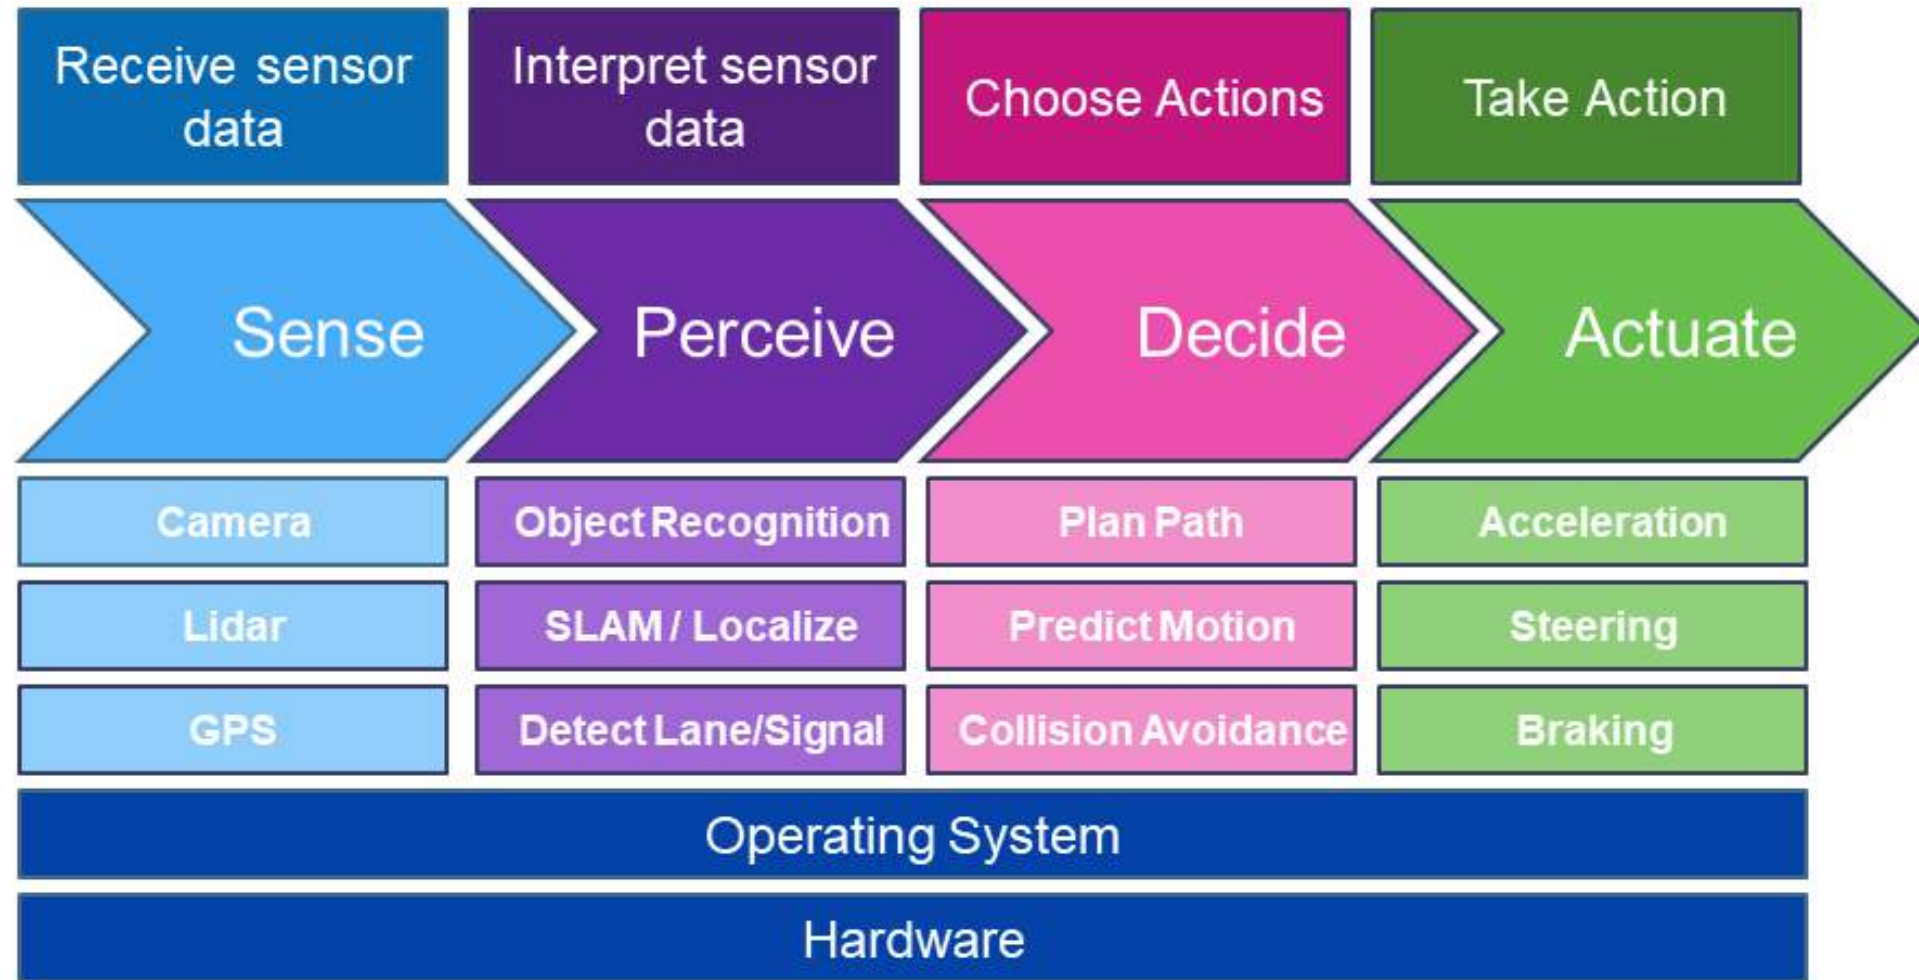 Receive sensor
data
Interpret sensor
data
Choose Actions
Take Action
Sense
Perceive
Decide
Actuate
Camera
Object Recognition
Plan Path
Acceleration
Lidar
SLAM / Localize
Predict Motion
Steering
GPS
Detect Lane/Signal
Collision Avoidance
Braking
Operating System
Hardware